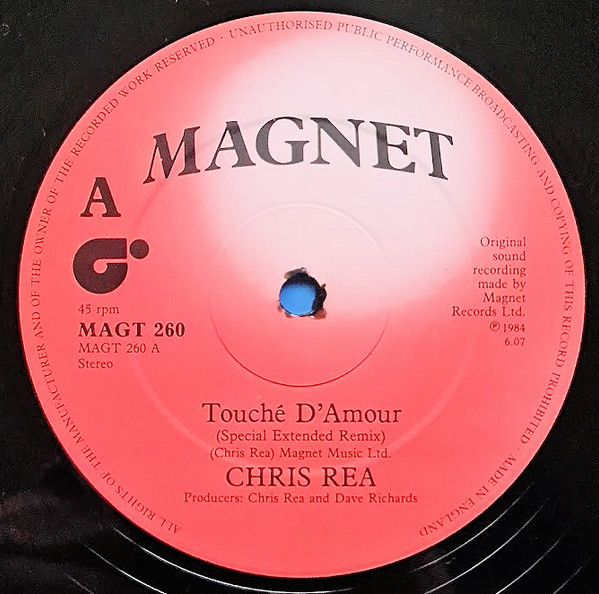 ALL RIGHTS OF THE MANUFACTURER AND OF THE OWNER OF THE RECORDED WORK RESERVED · UNAUTHORISED PUBLIC PERFORMANCE BROADCASTING AND COPYING OF THIS RECORD PROHIBITED · MADE IN ENGLAND
MAGNET
A
45 rpm
MAGT 260
MAGT 260 A
Stereo
Original
sound
recording
made by
Magnet
Records Ltd.
℗ 1984
6.07
Touché D'Amour
(Special Extended Remix)
(Chris Rea) Magnet Music Ltd.
CHRIS REA
Producers: Chris Rea and Dave Richards